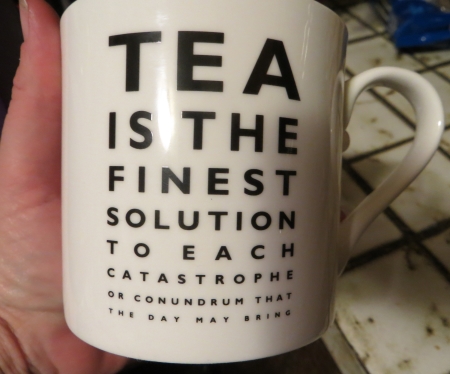 TEA
IS THE
FINEST
SOLUTION
TO EACH
CATASTROPHE
OR CONUNDRUM THAT
THE DAY MAY BRING